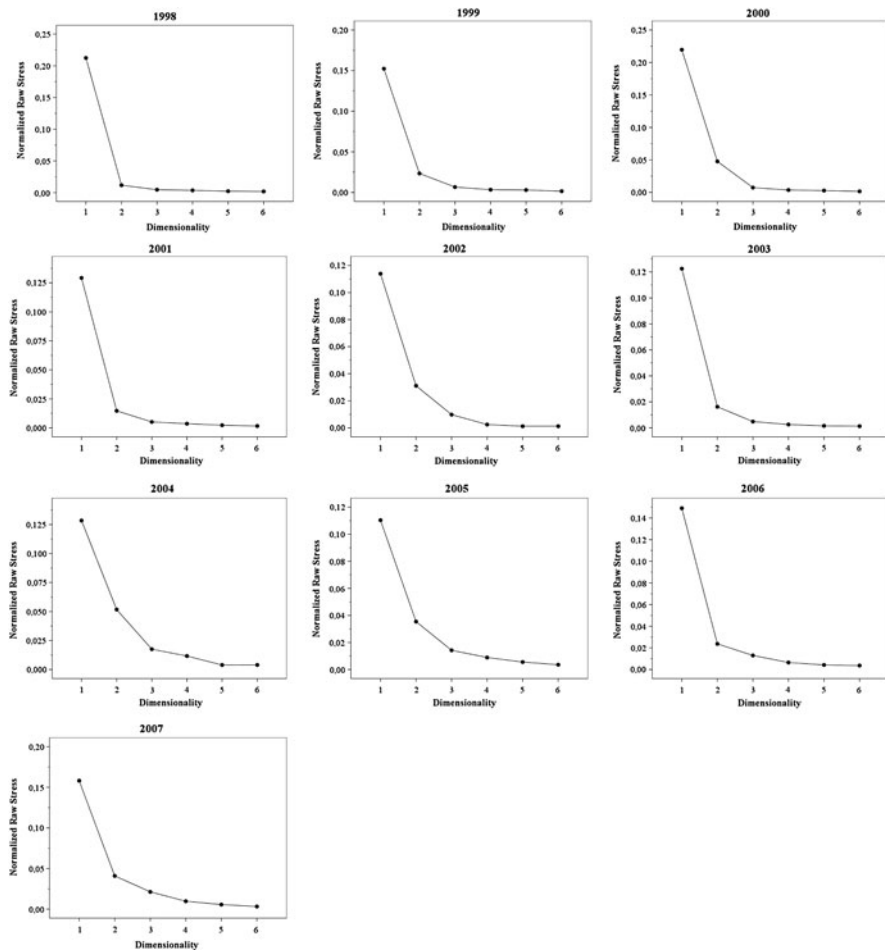 1998
Normalized Raw Stress
0,25
0,20
0,15
0,10
0,05
0,00
1 2 3 4 5 6
Dimensionality
1999
Normalized Raw Stress
0,20
0,15
0,10
0,05
0,00
1 2 3 4 5 6
Dimensionality
2000
Normalized Raw Stress
0,25
0,20
0,15
0,10
0,05
0,00
1 2 3 4 5 6
Dimensionality
2001
Normalized Raw Stress
0,125
0,100
0,075
0,050
0,025
0,000
1 2 3 4 5 6
Dimensionality
2002
Normalized Raw Stress
0,12
0,10
0,08
0,06
0,04
0,02
0,00
1 2 3 4 5 6
Dimensionality
2003
Normalized Raw Stress
0,12
0,10
0,08
0,06
0,04
0,02
0,00
1 2 3 4 5 6
Dimensionality
2004
Normalized Raw Stress
0,125
0,100
0,075
0,050
0,025
0,000
1 2 3 4 5 6
Dimensionality
2005
Normalized Raw Stress
0,12
0,10
0,08
0,06
0,04
0,02
0,00
1 2 3 4 5 6
Dimensionality
2006
Normalized Raw Stress
0,14
0,12
0,10
0,08
0,06
0,04
0,02
0,00
1 2 3 4 5 6
Dimensionality
2007
Normalized Raw Stress
0,20
0,15
0,10
0,05
0,00
1 2 3 4 5 6
Dimensionality